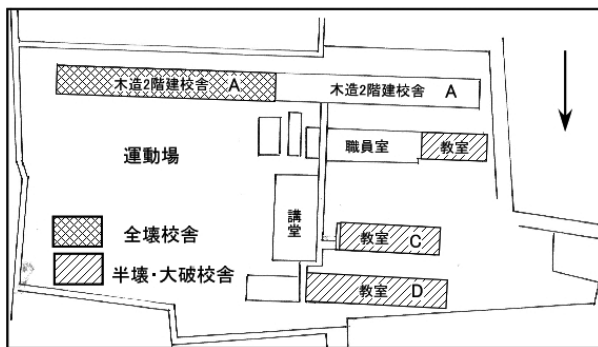 木造2階建校舎 A
木造2階建校舎 A
職員室
教室
運動場
講堂
教室 C
教室 D
全壊校舎
半壊・大破校舎